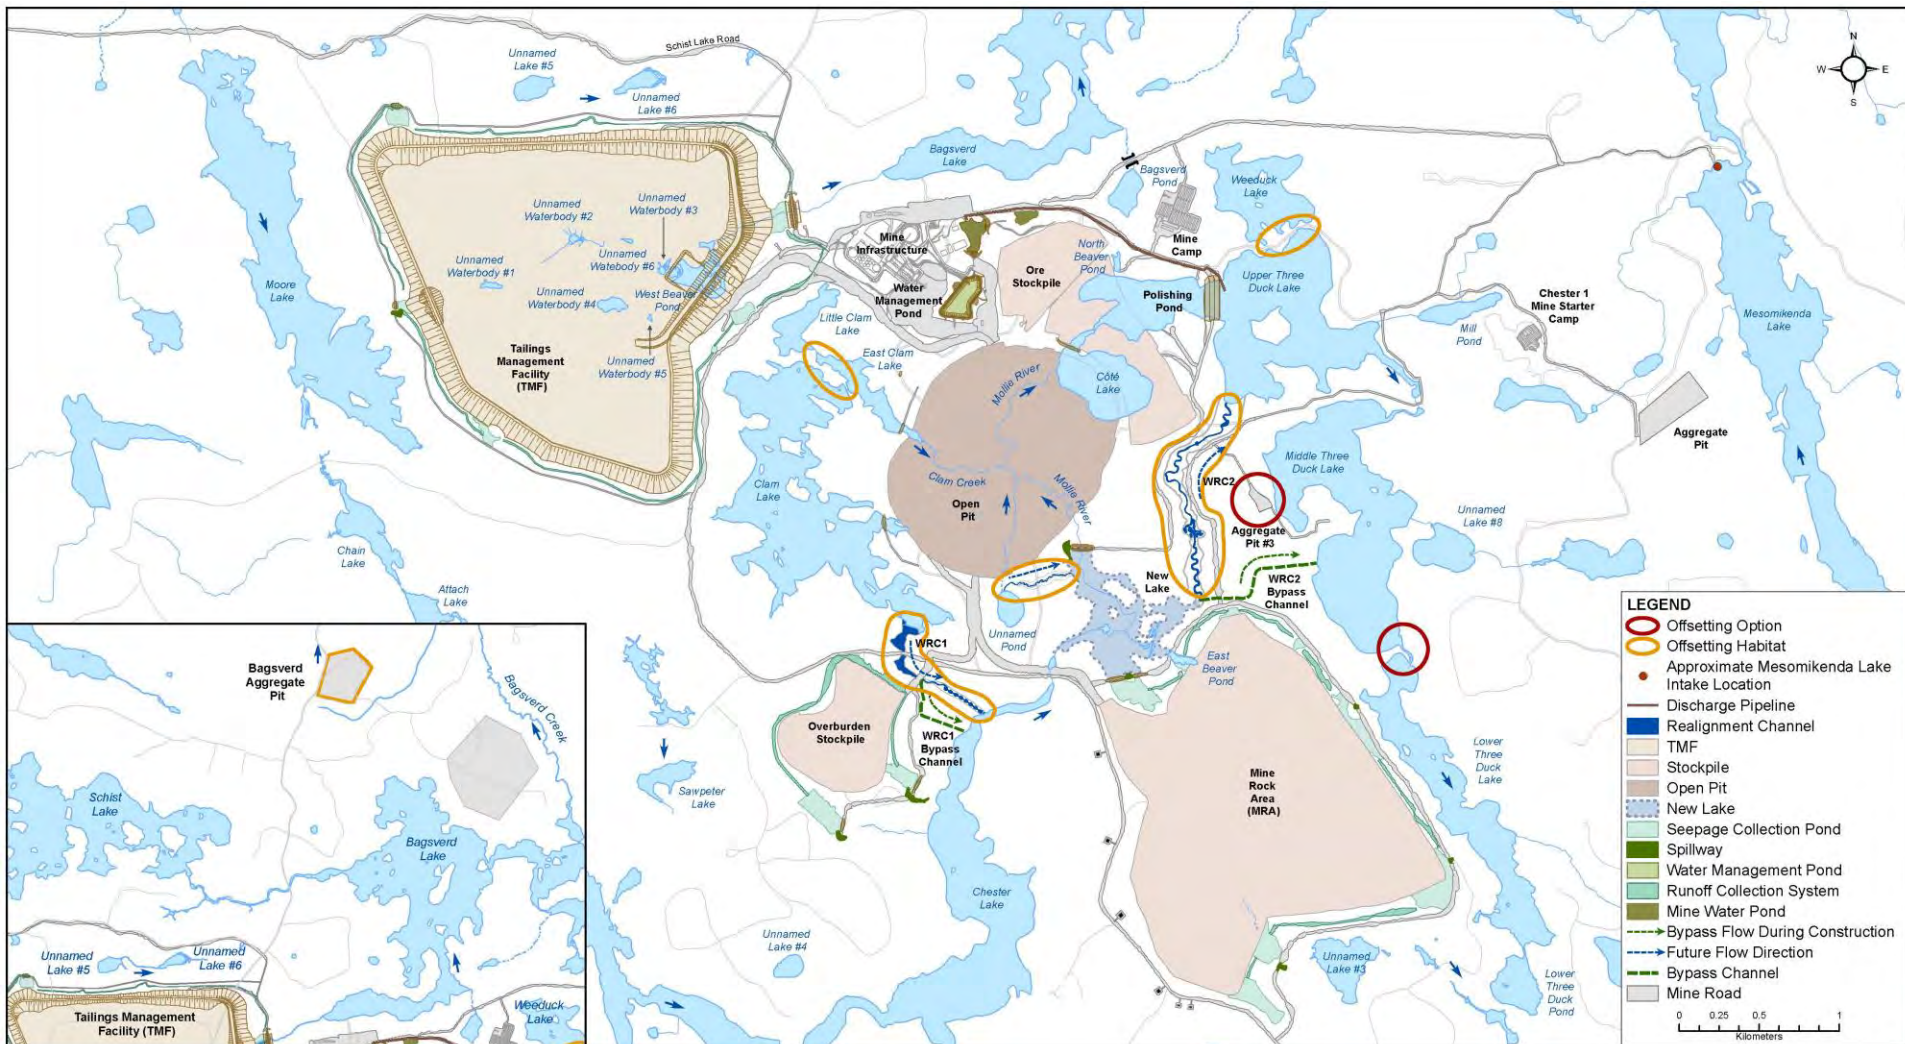 Schist Lake Road
Unnamed
Lake #5
Unnamed
Lake #6
N
W
E
S
Bagsverd
Lake
Bagsverd
Pond
Weeduck
Lake
Moore
Lake
Unnamed
Waterbody #2
Unnamed
Waterbody #3
Unnamed
Waterbody #1
Unnamed
Watebody #6
Unnamed
Waterbody #4
West Beaver
Pond
Unnamed
Waterbody #5
Tailings
Management
Facility
(TMF)
Mine
Infrastructure
Water
Management
Pond
Ore
Stockpile
North
Beaver
Pond
Mine
Camp
Polishing
Pond
Upper Three
Duck Lake
Chester 1
Mine Starter
Camp
Mill
Pond
Mesomikenda
Lake
Little Clam
Lake
East Clam
Lake
Mollie River
Côté
Lake
Aggregate
Pit
Clam
Lake
Clam Creek
Open
Pit
Mollie River
WRC2
Middle Three
Duck Lake
Aggregate
Pit #3
Unnamed
Lake #8
Chain
Lake
Attach
Lake
New
Lake
WRC2
Bypass
Channel
Unnamed
Pond
WRC1
East
Beaver
Pond
Overburden
Stockpile
WRC1
Bypass
Channel
Sawpeter
Lake
Mine
Rock
Area
(MRA)
Lower
Three
Duck
Lake
Chester
Lake
Unnamed
Lake #4
Unnamed
Lake #3
Lower
Three
Duck
Pond
Bagsverd
Aggregate
Pit
Bagsverd Creek
Schist
Lake
Bagsverd
Lake
Unnamed
Lake #5
Unnamed
Lake #6
Tailings Management
Facility (TMF)
Weeduck
Lake
LEGEND
Offsetting Option
Offsetting Habitat
Approximate Mesomikenda Lake
Intake Location
Discharge Pipeline
Realignment Channel
TMF
Stockpile
Open Pit
New Lake
Seepage Collection Pond
Spillway
Water Management Pond
Runoff Collection System
Mine Water Pond
Bypass Flow During Construction
Future Flow Direction
Bypass Channel
Mine Road
0 0.25 0.5 1
Kilometers